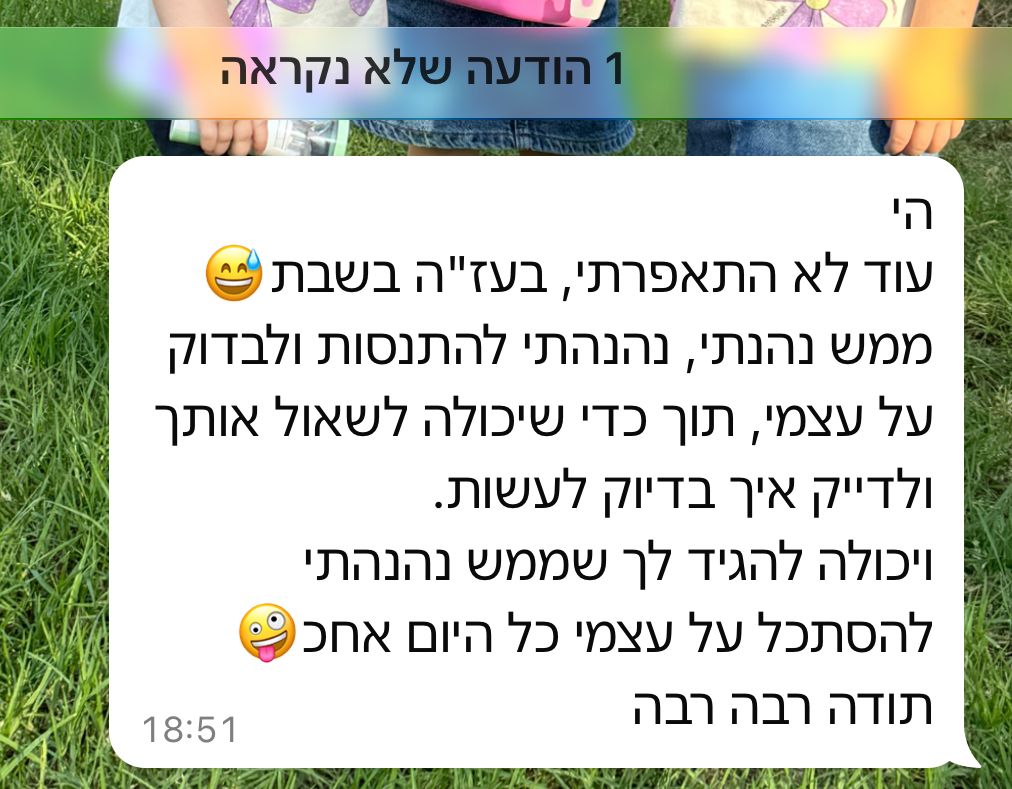 1 הודעה שלא נקראה
הי
עוד לא התאפרתי, בעז"ה בשבת😅
ממש נהנתי, נהנהתי להתנסות ולבדוק
על עצמי, תוך כדי שיכולה לשאול אותך
ולדייק איך בדיוק לעשות.
ויכולה להגיד לך שממש נהנהתי
להסתכל על עצמי כל היום אחכ🤪
תודה רבה רבה
18:51